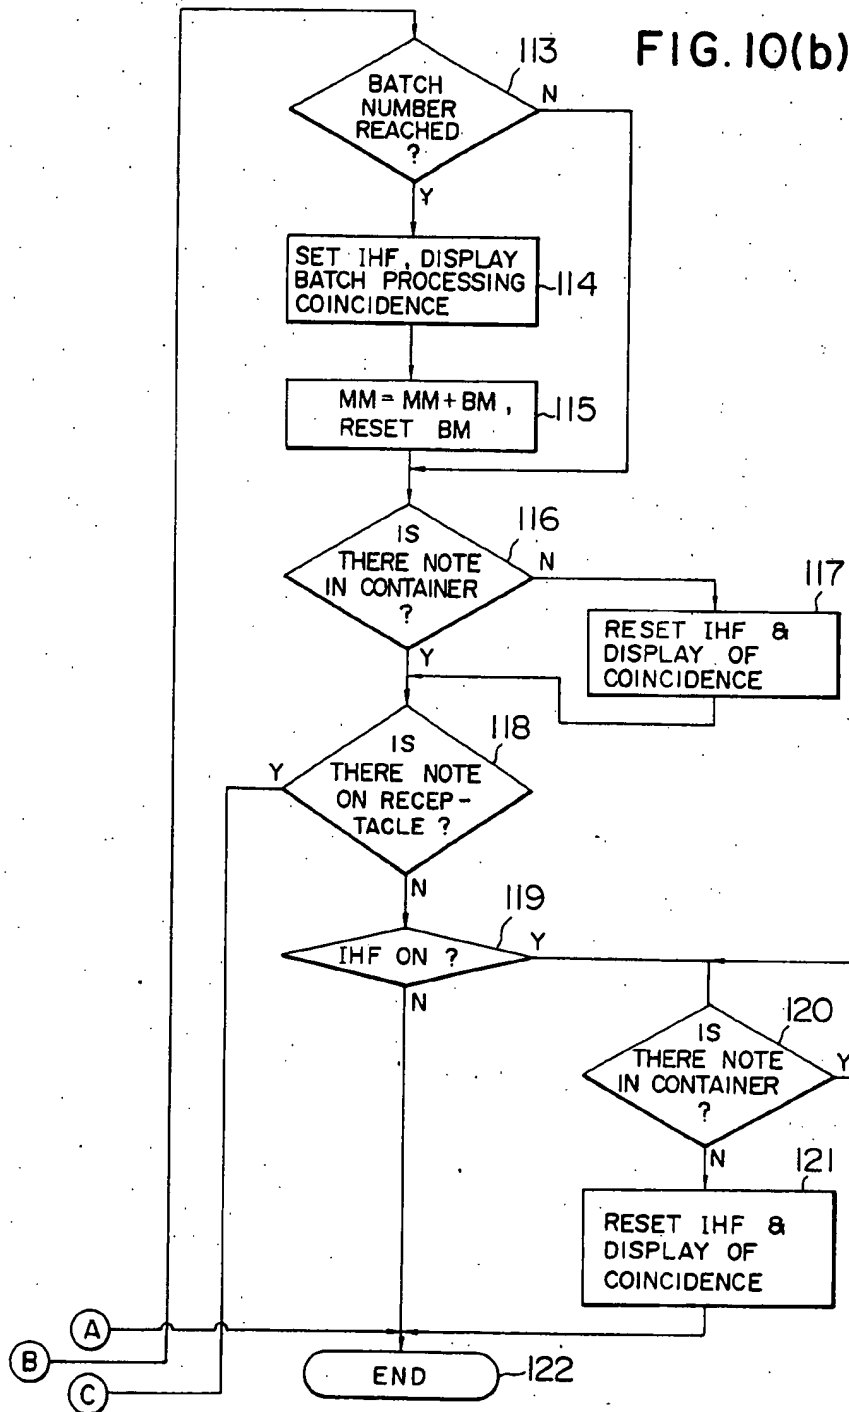 FIG. 10(b)
113
BATCH
NUMBER
REACHED
?
N
Y
SET IHF, DISPLAY
BATCH PROCESSING
COINCIDENCE
114
MM = MM + BM,
RESET BM
115
116
IS
THERE NOTE
IN CONTAINER
?
N
Y
117
RESET IHF &
DISPLAY OF
COINCIDENCE
118
IS
THERE NOTE
ON RECEP-
TACLE ?
Y
N
119
IHF ON ?
Y
N
120
IS
THERE NOTE
IN CONTAINER
?
Y
N
121
RESET IHF &
DISPLAY OF
COINCIDENCE
A
B
C
END
122